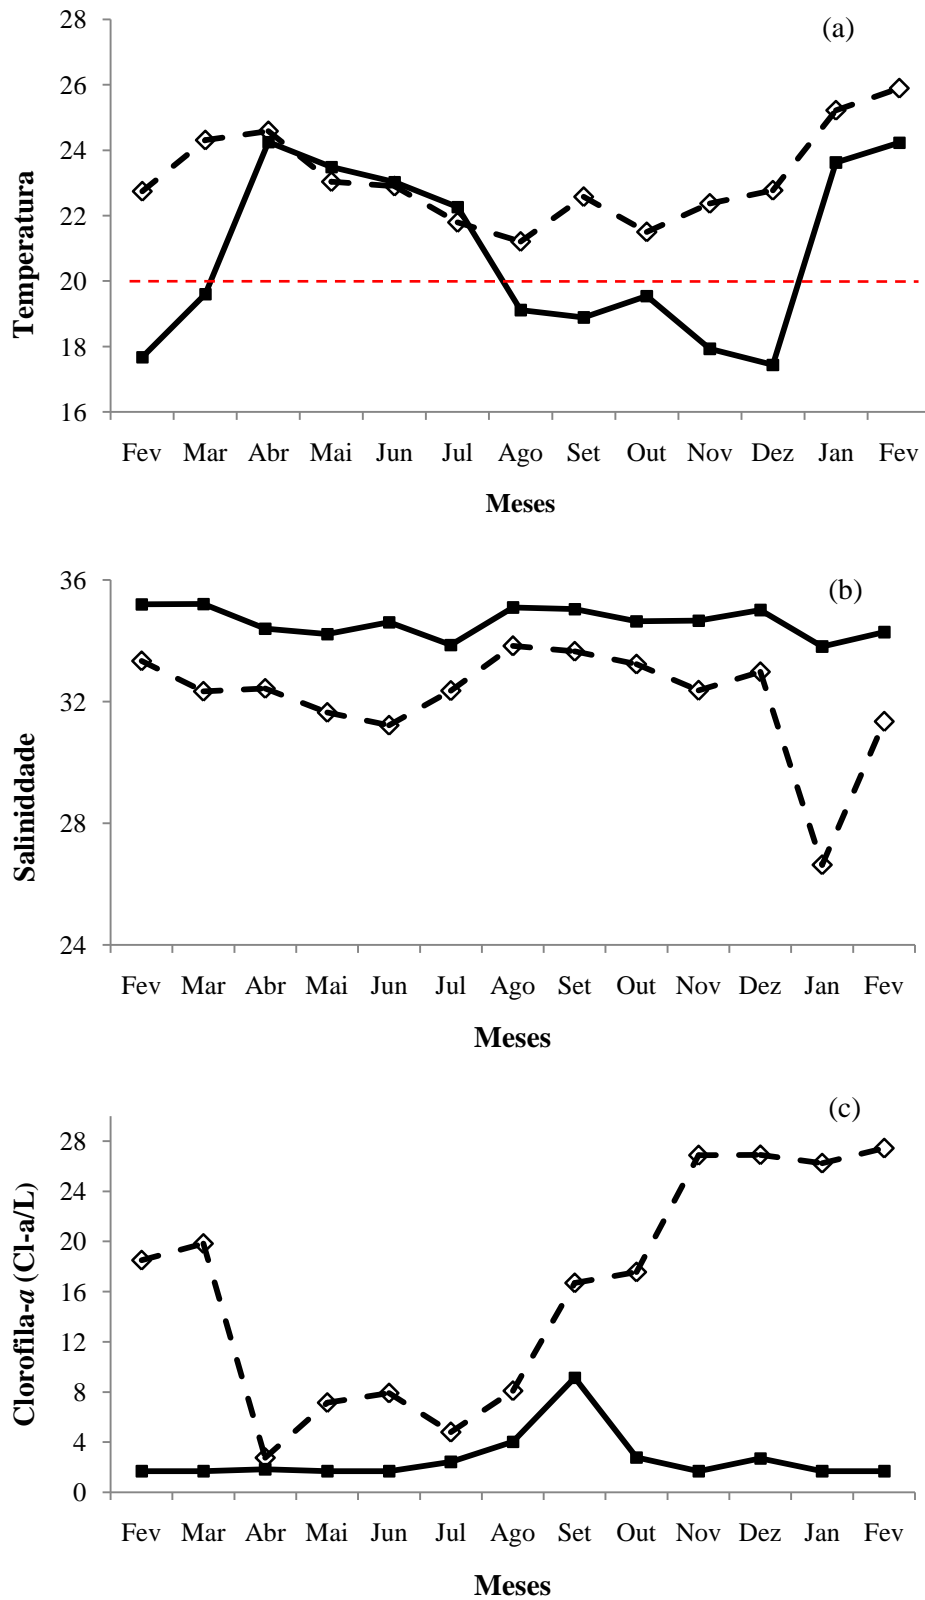 (a)
28
26
24
22
20
18
16
Temperatura
Fev Mar Abr Mai Jun Jul Ago Set Out Nov Dez Jan Fev
Meses
(b)
36
32
28
24
Saliniddade
Fev Mar Abr Mai Jun Jul Ago Set Out Nov Dez Jan Fev
Meses
(c)
28
24
20
16
12
8
4
0
Clorofila-a (Cl-a/L)
Fev Mar Abr Mai Jun Jul Ago Set Out Nov Dez Jan Fev
Meses